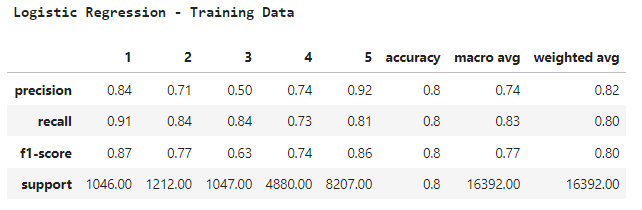 Logistic Regression - Training Data
1 2 3 4 5 accuracy macro avg weighted avg
precision 0.84 0.71 0.50 0.74 0.92 0.8 0.74 0.82
recall 0.91 0.84 0.84 0.73 0.81 0.8 0.83 0.80
f1-score 0.87 0.77 0.63 0.74 0.86 0.8 0.77 0.80
support 1046.00 1212.00 1047.00 4880.00 8207.00 0.8 16392.00 16392.00